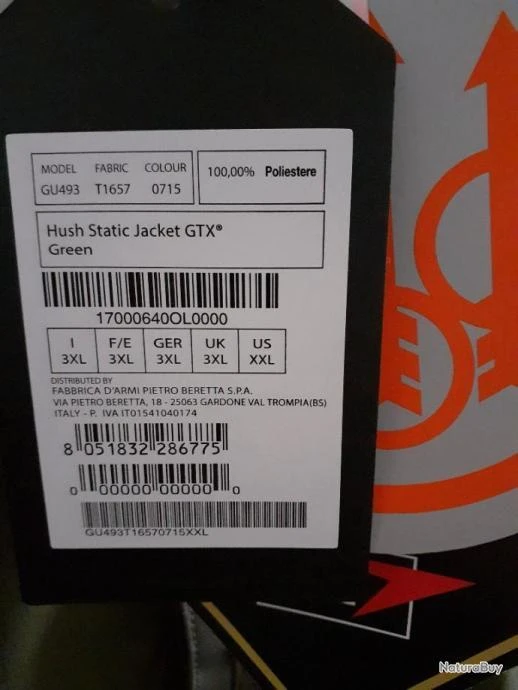 MODEL FABRIC COLOUR
GU493 T1657 0715
100,00% Poliestere
Hush Static Jacket GTX®
Green
17000640OL0000
I F/E GER UK US
3XL 3XL 3XL 3XL XXL
DISTRIBUTED BY
FABBRICA D'ARMI PIETRO BERETTA S.P.A.
VIA PIETRO BERETTA, 18 - 25063 GARDONE VAL TROMPIA(BS)
ITALY - P. IVA IT01541040174
8 051832 286775
0 00000 00000 0
GU493T16570715XXL
NaturaBuy